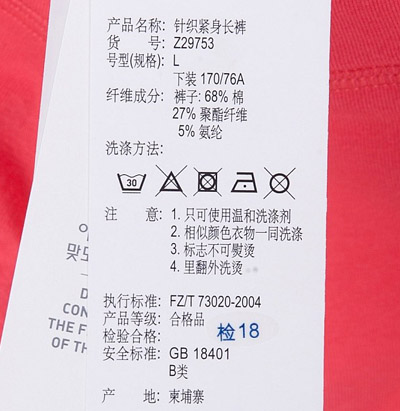 产品名称: 针织紧身长裤
货 号: Z29753
号型(规格): L
下装 170/76A
纤维成分: 裤子: 68% 棉
27% 聚酯纤维
5% 氨纶
洗涤方法:
30
注 意: 1. 只可使用温和洗涤剂
2. 相似颜色衣物一同洗涤
3. 标志不可熨烫
4. 里翻外洗烫
执行标准: FZ/T 73020-2004
产品等级: 合格品
检验合格: 检18
安全标准: GB 18401
B类
产 地: 柬埔寨
THE F
OF TH